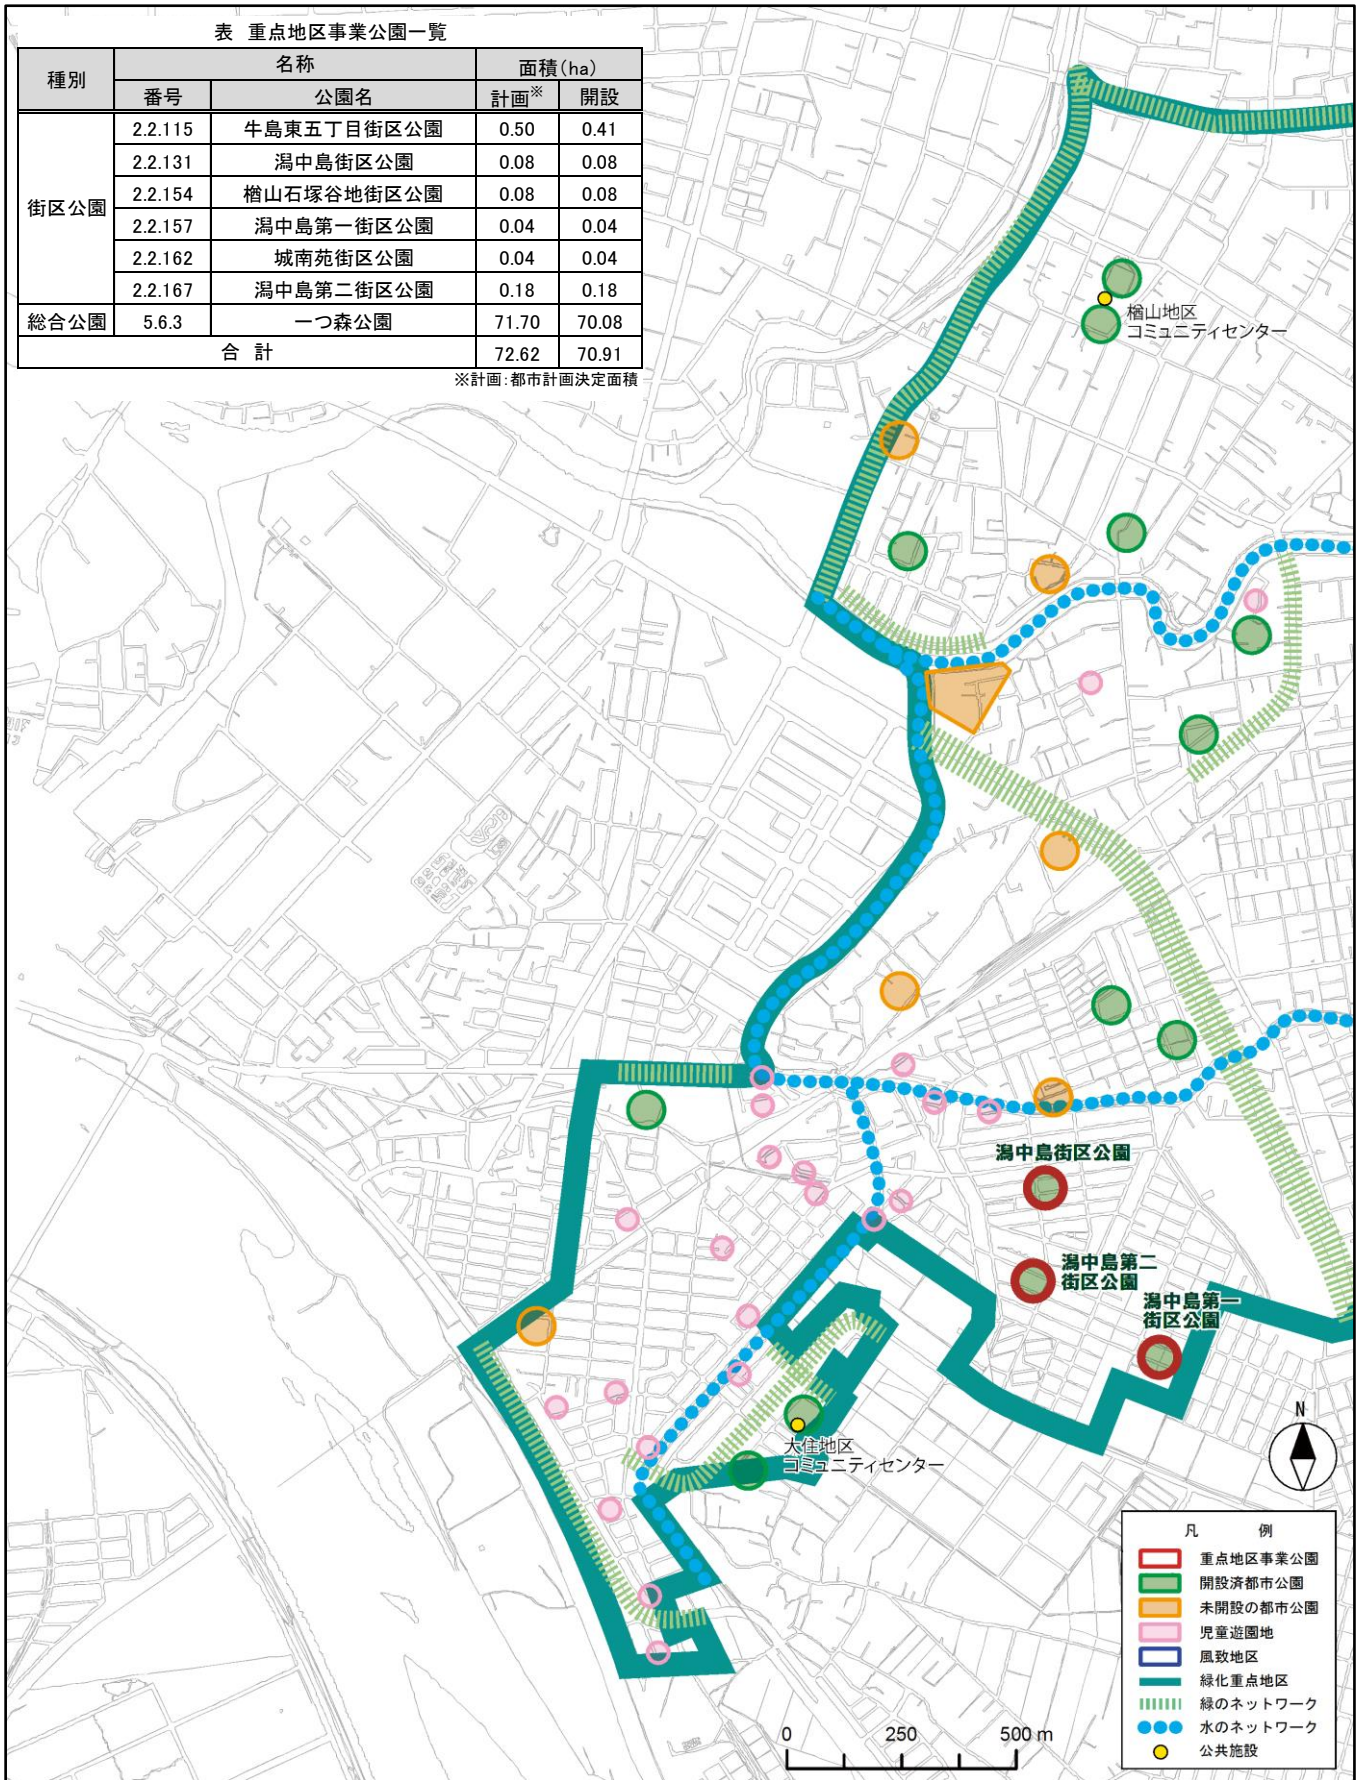 表 重点地区事業公園一覧
種別 名称 面積(ha)
番号 公園名 計画※ 開設
街区公園
2.2.115 牛島東五丁目街区公園 0.50 0.41
2.2.131 潟中島街区公園 0.08 0.08
2.2.154 楢山石塚谷地街区公園 0.08 0.08
2.2.157 潟中島第一街区公園 0.04 0.04
2.2.162 城南苑街区公園 0.04 0.04
2.2.167 潟中島第二街区公園 0.18 0.18
総合公園 5.6.3 一つ森公園 71.70 70.08
合 計 72.62 70.91
※計画:都市計画決定面積
楢山地区
コミュニティセンター
潟中島街区公園
潟中島第二
街区公園
潟中島第一
街区公園
大住地区
コミュニティセンター
N
凡 例
重点地区事業公園
開設済都市公園
未開設の都市公園
児童遊園地
風致地区
緑化重点地区
緑のネットワーク
水のネットワーク
公共施設
0 250 500 m